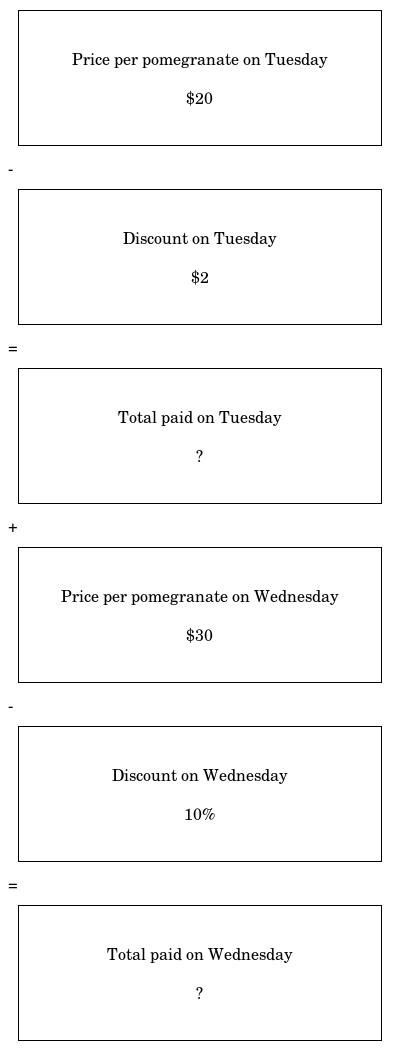 Price per pomegranate on Tuesday
$20
-
Discount on Tuesday
$2
=
Total paid on Tuesday
?
+
Price per pomegranate on Wednesday
$30
-
Discount on Wednesday
10%
=
Total paid on Wednesday
?